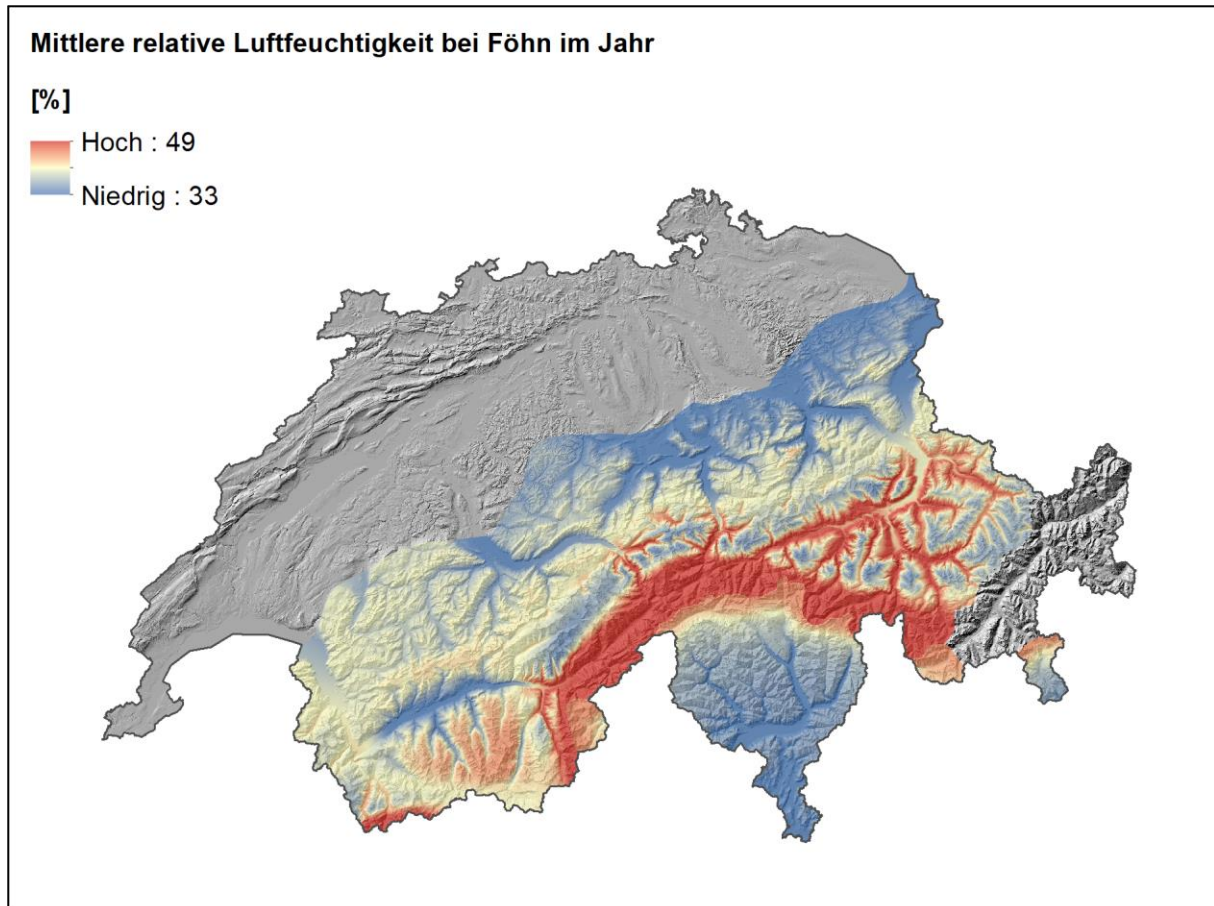 Mittlere relative Luftfeuchtigkeit bei Föhn im Jahr
[%]
Hoch : 49
Niedrig : 33